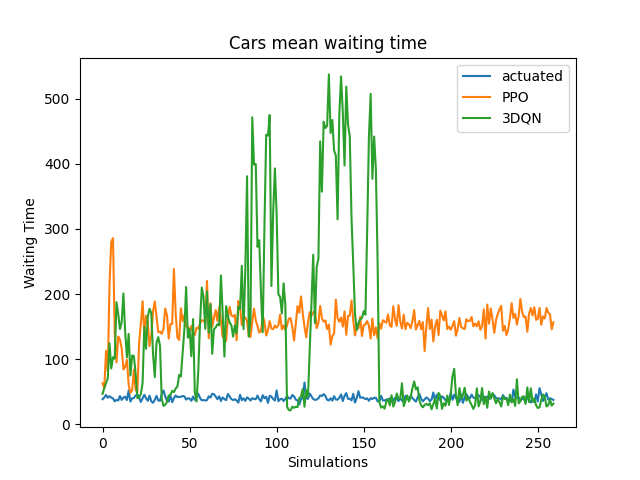 Cars mean waiting time
actuated
PPO
3DQN
500
400
300
200
100
0
Waiting Time
0 50 100 150 200 250
Simulations